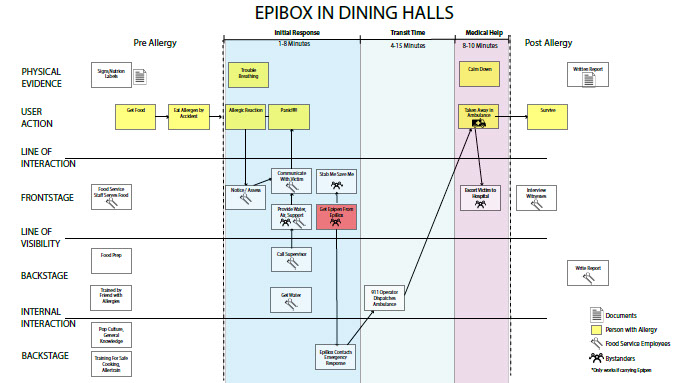 EPIBOX IN DINING HALLS
Pre Allergy
Initial Response
1-8 Minutes
Transit Time
4-15 Minutes
Medical Help
8-10 Minutes
Post Allergy
PHYSICAL
EVIDENCE
Signs/Nutrition
Labels
Trouble
Breathing
Calm Down
Written Report
USER
ACTION
Get Food
Eat Allergen by
Accident
Allergic Reaction
Panic!!!!!
Taken Away in
Ambulance
Survive
LINE OF
INTERACTION
FRONTSTAGE
Food Service
Staff Serves Food
Notice / Assess
Communicate
With Victim
Stab Me Save Me
Escort Victim to
Hospital
Interview
Witnesses
Provide Water,
Air, Support
Get Epipen From
EpiBox
LINE OF
VISIBILITY
BACKSTAGE
Food Prep
Call Supervisor
Write Report
Trained by
Friend with
Allergies
Get Water
911 Operator
Dispatches
Ambulance
INTERNAL
INTERACTION
BACKSTAGE
Pop Culture,
General
Knowledge
Training For Safe
Cooking,
Allertrain
EpiBox Contacts
Emergency
Response
Documents
Person with Allergy
Food Service Employees
Bystanders
*Only works if carrying Epipen